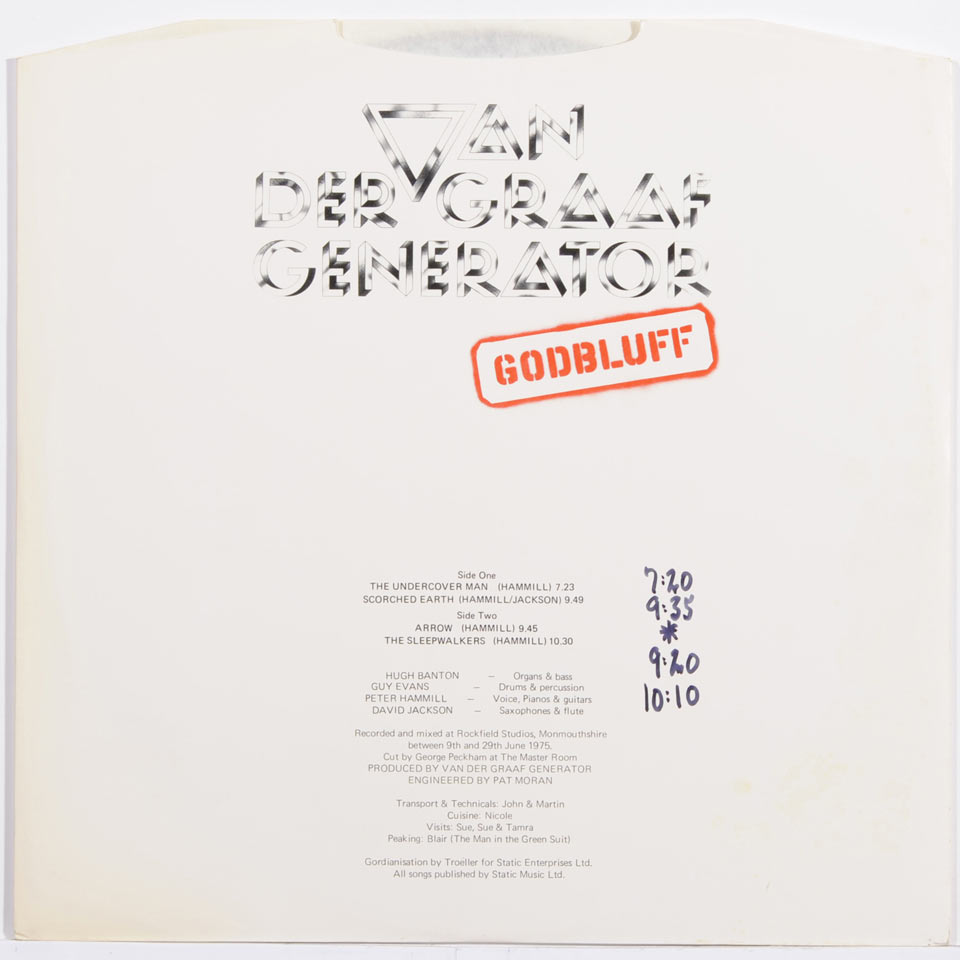 VAN
DER GRAAF
GENERATOR
GODBLUFF
Side One
THE UNDERCOVER MAN (HAMMILL) 7.23
SCORCHED EARTH (HAMMILL/JACKSON) 9.49
Side Two
ARROW (HAMMILL) 9.45
THE SLEEPWALKERS (HAMMILL) 10.30
7:20
9:35
*
9:20
10:10
HUGH BANTON – Organs & bass
GUY EVANS – Drums & percussion
PETER HAMMILL – Voice, Pianos & guitars
DAVID JACKSON – Saxophones & flute
Recorded and mixed at Rockfield Studios, Monmouthshire
between 9th and 29th June 1975.
Cut by George Peckham at The Master Room
PRODUCED BY VAN DER GRAAF GENERATOR
ENGINEERED BY PAT MORAN
Transport & Technicals: John & Martin
Cuisine: Nicole
Visits: Sue, Sue & Tamra
Peaking: Blair (The Man in the Green Suit)
Gordianisation by Troeller for Static Enterprises Ltd.
All songs published by Static Music Ltd.